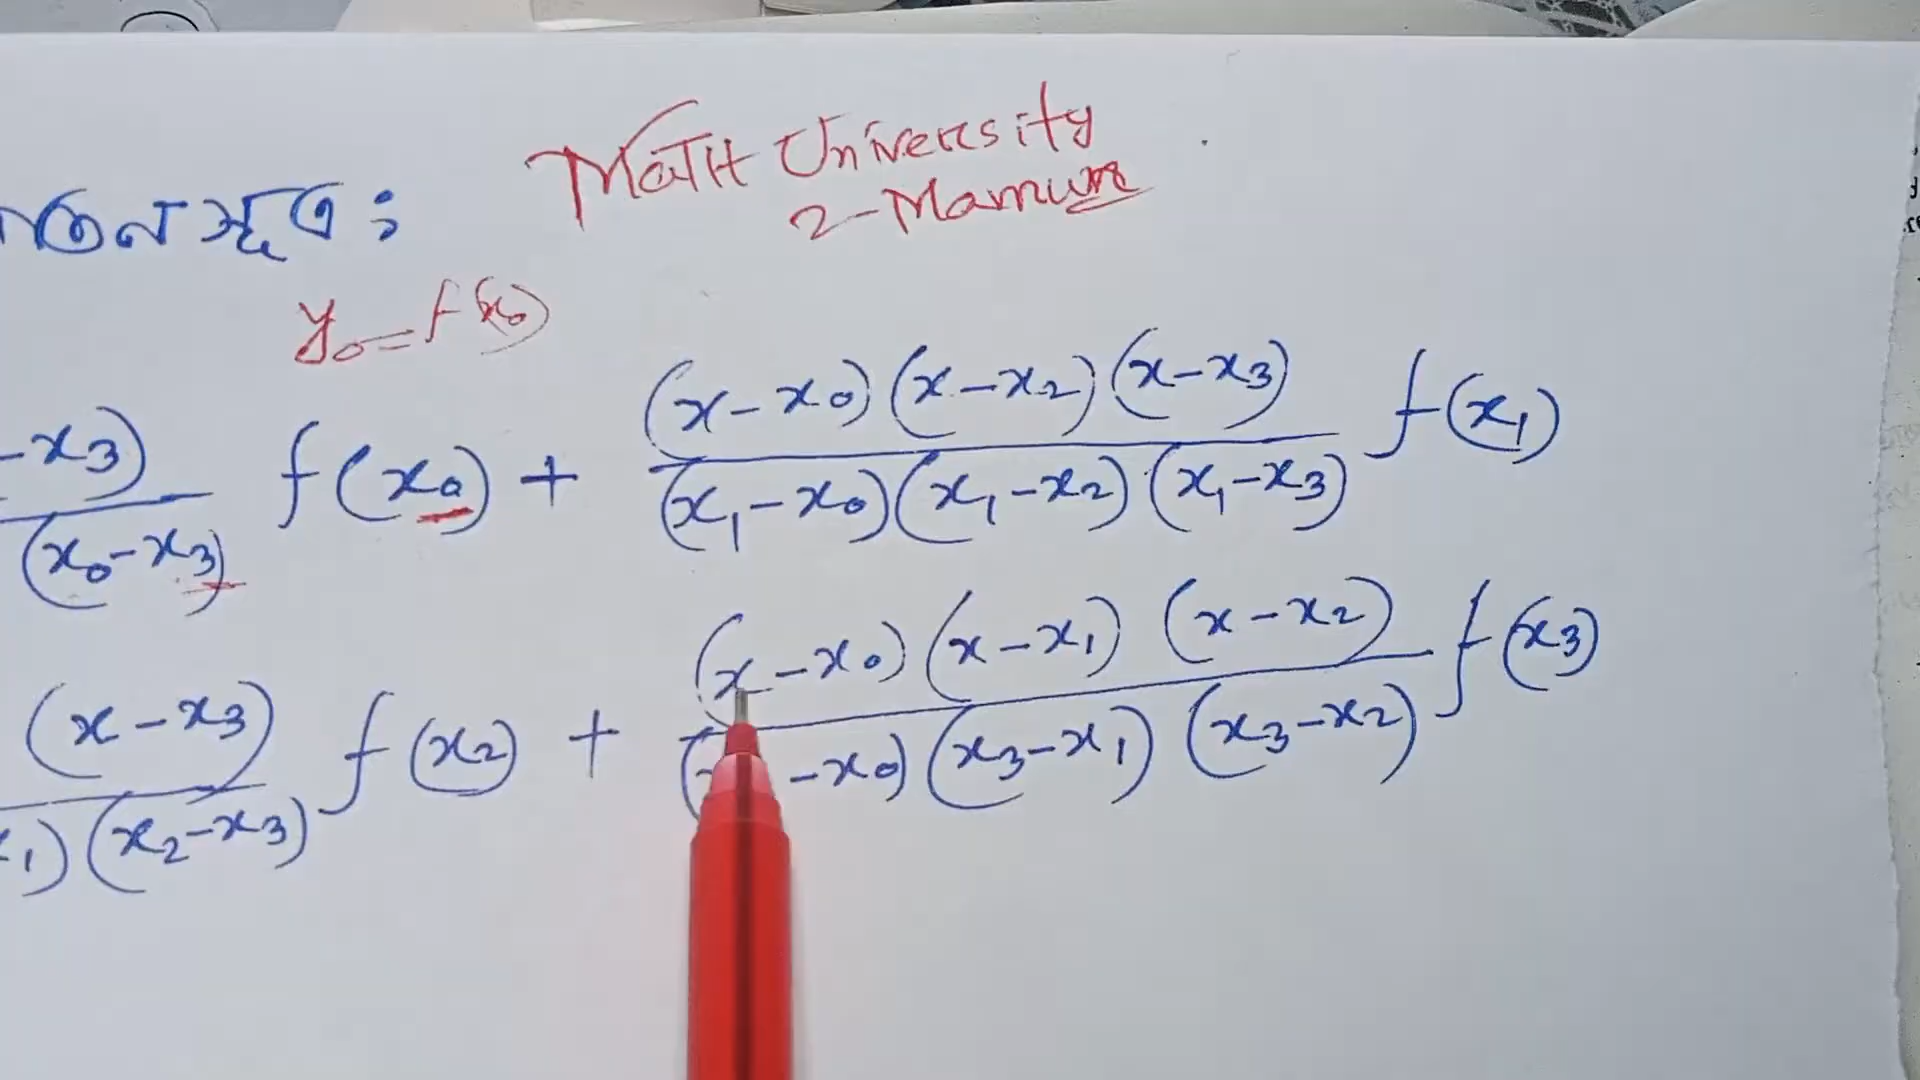 MATH University
2-Mamun
সূত্র :
y₀ = f(x₀)
-x₃) / (x₀-x₃) f(x₀) + (x-x₀)(x-x₂)(x-x₃) / (x₁-x₀)(x₁-x₂)(x₁-x₃) f(x₁)
(x-x₃) / x₁)(x₂-x₃) f(x₂) + (x-x₀)(x-x₁)(x-x₂) / -x₀)(x₃-x₁)(x₃-x₂) f(x₃)